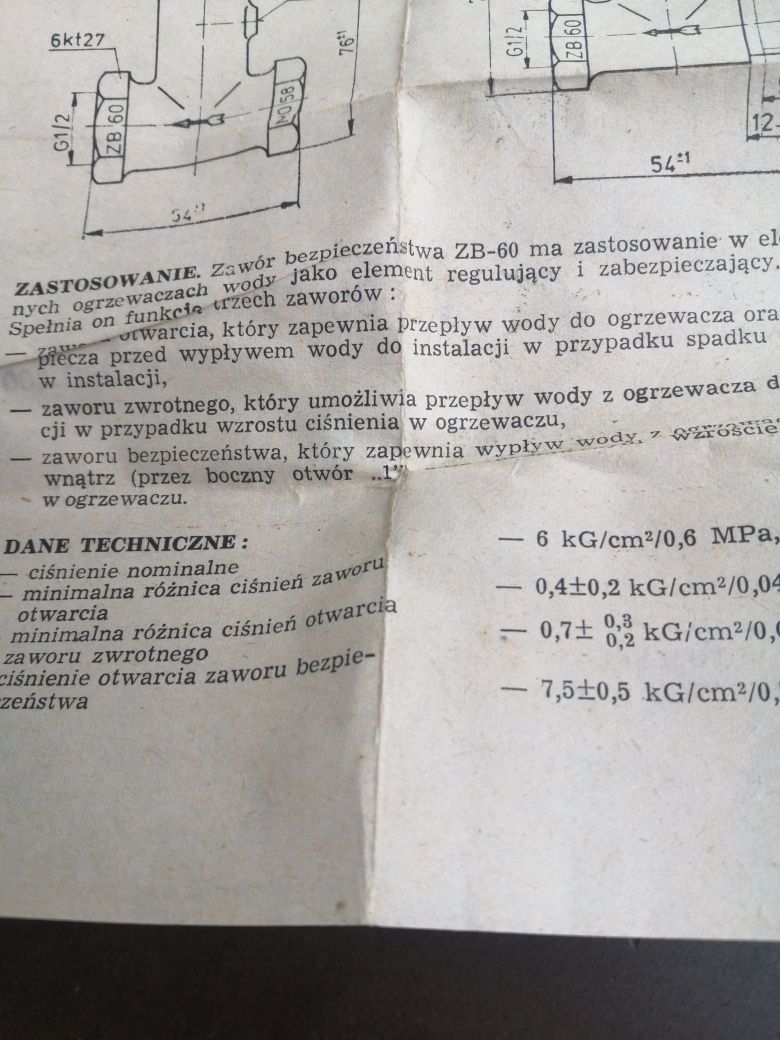 6kt27
G1/2
ZB 60
MO 58
76±1
54±1
G1/2
ZB 60
12-
54±1
ZASTOSOWANIE. Zawór bezpieczeństwa ZB-60 ma zastosowanie w el
nych ogrzewaczach wody jako element regulujący i zabezpieczający.
Spełnia on funkcje trzech zaworów :
— otwarcia, który zapewnia przepływ wody do ogrzewacza ora
piecza przed wypływem wody do instalacji w przypadku spadku
w instalacji,
— zaworu zwrotnego, który umożliwia przepływ wody z ogrzewacza d
cji w przypadku wzrostu ciśnienia w ogrzewaczu,
— zaworu bezpieczeństwa, który zapewnia wypływ wody z
wnątrz (przez boczny otwór „1” wzroście
w ogrzewaczu.
DANE TECHNICZNE :
— ciśnienie nominalne — 6 kG/cm²/0,6 MPa,
— minimalna różnica ciśnień zaworu
otwarcia — 0,4±0,2 kG/cm²/0,04
minimalna różnica ciśnień otwarcia
zaworu zwrotnego — 0,7± 0,3 0,2 kG/cm²/0,
ciśnienie otwarcia zaworu bezpie-
zeństwa — 7,5±0,5 kG/cm²/0,